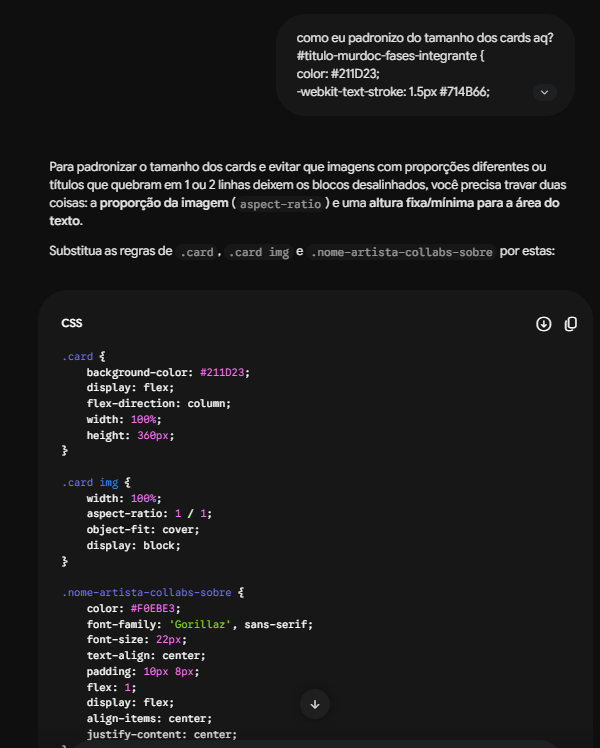 como eu padronizo do tamanho dos cards aq?
#titulo-murdoc-fases-integrante {
color: #211D23;
-webkit-text-stroke: 1.5px #714B66;
Para padronizar o tamanho dos cards e evitar que imagens com proporções diferentes ou
títulos que quebram em 1 ou 2 linhas deixem os blocos desalinhados, você precisa travar duas
coisas: a proporção da imagem ( aspect-ratio ) e uma altura fixa/mínima para a área do
texto.
Substitua as regras de .card , .card img e .nome-artista-collabs-sobre por estas:
CSS
.card {
    background-color: #211D23;
    display: flex;
    flex-direction: column;
    width: 100%;
    height: 360px;
}
.card img {
    width: 100%;
    aspect-ratio: 1 / 1;
    object-fit: cover;
    display: block;
}
.nome-artista-collabs-sobre {
    color: #F0EBE3;
    font-family: 'Gorillaz', sans-serif;
    font-size: 22px;
    text-align: center;
    padding: 10px 8px;
    flex: 1;
    display: flex;
    align-items: center;
    justify-content: center;